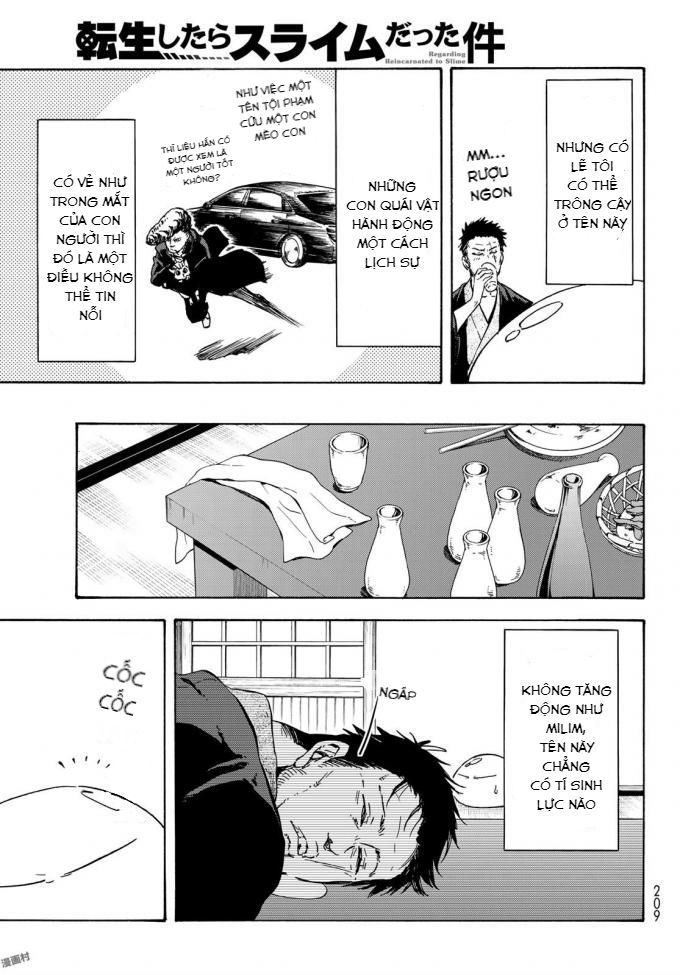 転生したらスライムだった件
Regarding
Reincarnated to Slime
NHƯNG CÓ
LẼ TÔI
CÓ THỂ
TRÔNG CẬY
Ở TÊN NÀY
MM...
RƯỢU
NGON
NHỮNG
CON QUÁI VẬT
HÀNH ĐỘNG
MỘT CÁCH
LỊCH SỰ
NHƯ VIỆC MỘT
TÊN TỘI PHẠM
CỨU MỘT CON
MÈO CON
THÌ LIỆU HẮN CÓ
ĐƯỢC XEM LÀ
MỘT NGƯỜI TỐT
KHÔNG?
CÓ VẺ NHƯ
TRONG MẮT
CỦA CON
NGƯỜI THÌ
ĐÓ LÀ MỘT
ĐIỀU KHÔNG
THỂ TIN
NỔI
KHÔNG TĂNG
ĐỘNG NHƯ
MILIM,
TÊN NÀY
CHẲNG
CÓ TÍ SINH
LỰC NÀO
NGÁP
CỐC
CỐC
209
漫画村